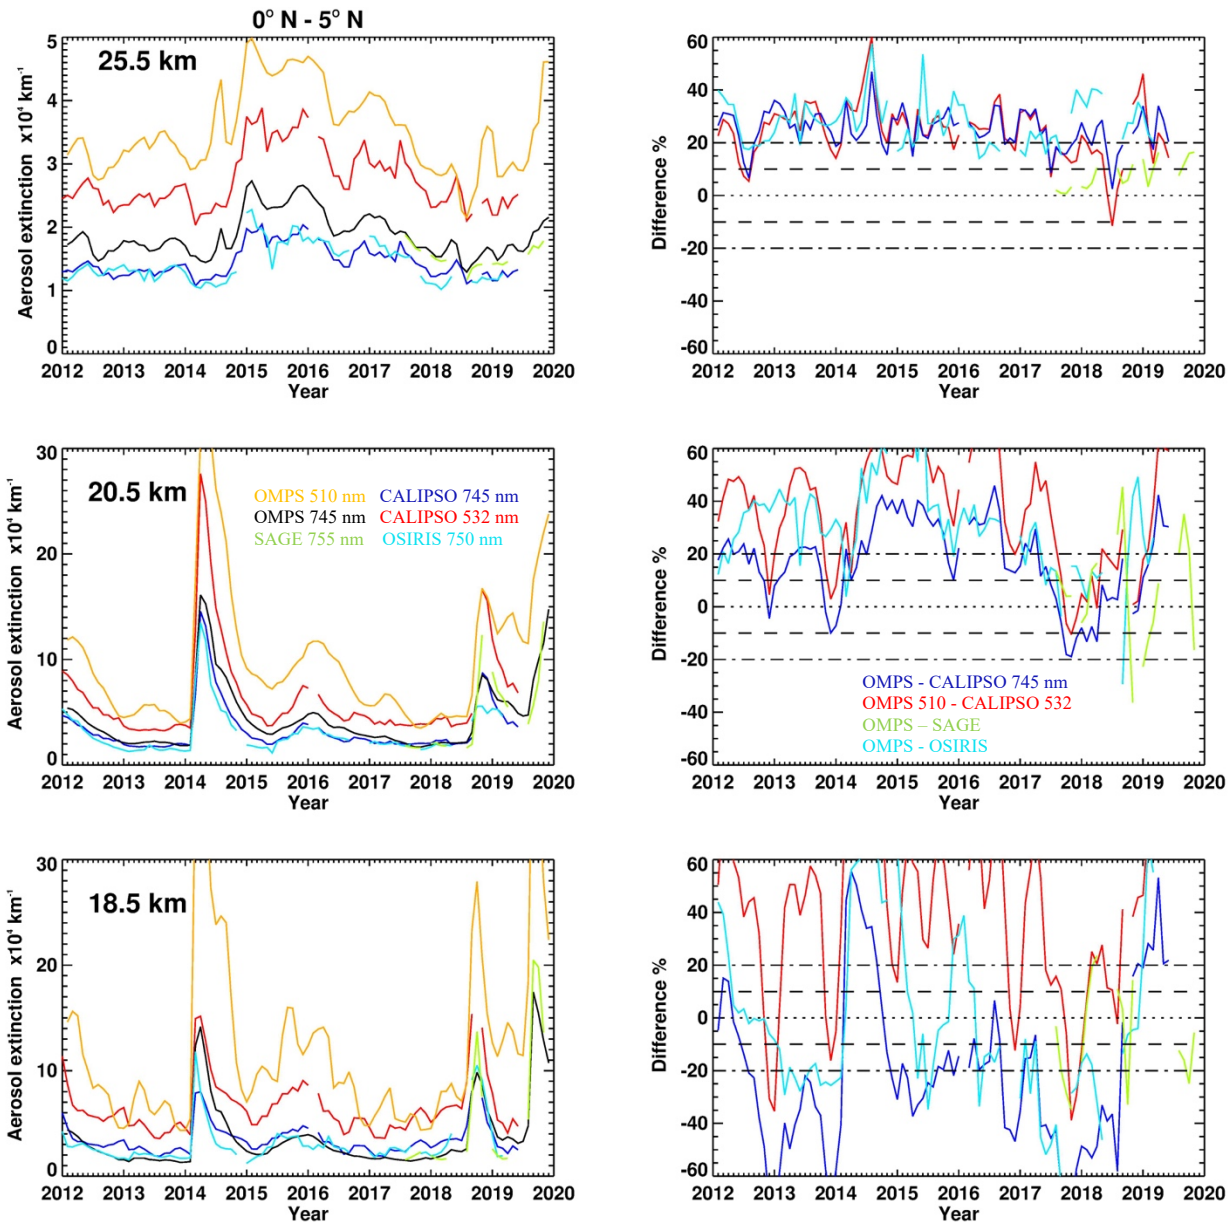 0° N - 5° N
25.5 km
Aerosol extinction x10⁴ km⁻¹
5
4
3
2
1
0
2012 2013 2014 2015 2016 2017 2018 2019 2020
Year
Difference %
60
40
20
0
-20
-40
-60
2012 2013 2014 2015 2016 2017 2018 2019 2020
Year
20.5 km
Aerosol extinction x10⁴ km⁻¹
30
20
10
0
OMPS 510 nm CALIPSO 745 nm
OMPS 745 nm CALIPSO 532 nm
SAGE 755 nm OSIRIS 750 nm
2012 2013 2014 2015 2016 2017 2018 2019 2020
Year
Difference %
60
40
20
0
-20
-40
-60
OMPS - CALIPSO 745 nm
OMPS 510 - CALIPSO 532
OMPS – SAGE
OMPS - OSIRIS
2012 2013 2014 2015 2016 2017 2018 2019 2020
Year
18.5 km
Aerosol extinction x10⁴ km⁻¹
30
20
10
0
2012 2013 2014 2015 2016 2017 2018 2019 2020
Year
Difference %
60
40
20
0
-20
-40
-60
2012 2013 2014 2015 2016 2017 2018 2019 2020
Year